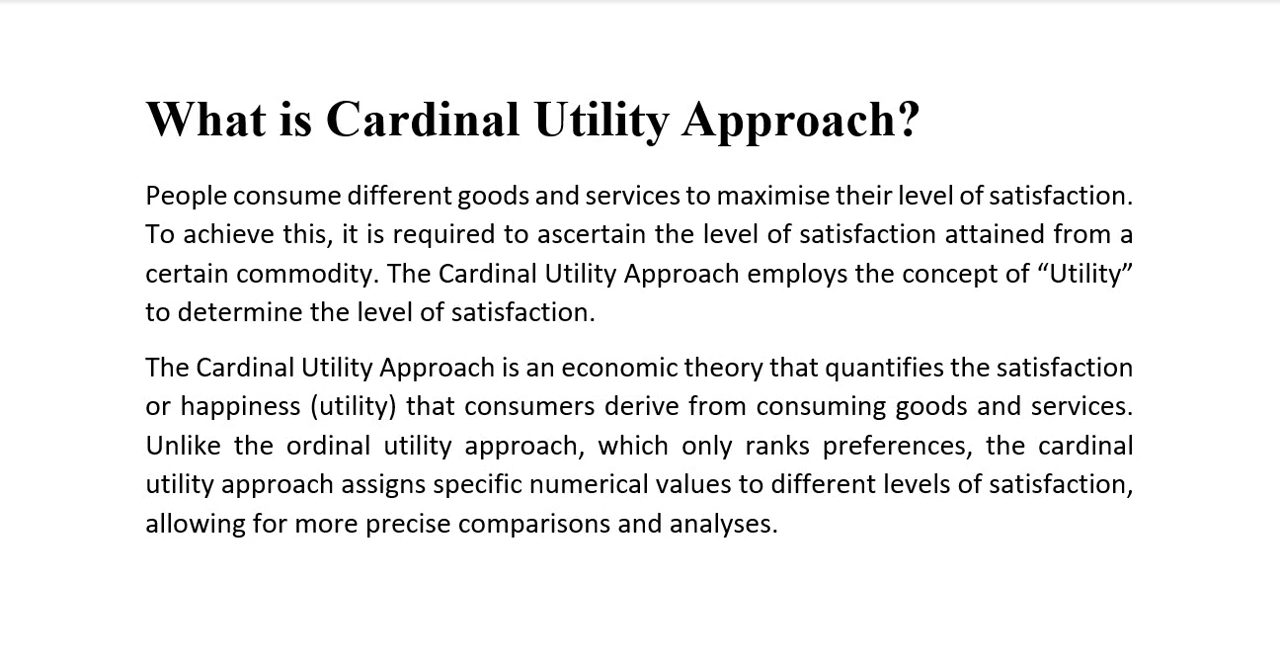 What is Cardinal Utility Approach?
People consume different goods and services to maximise their level of satisfaction.
To achieve this, it is required to ascertain the level of satisfaction attained from a
certain commodity. The Cardinal Utility Approach employs the concept of “Utility”
to determine the level of satisfaction.
The Cardinal Utility Approach is an economic theory that quantifies the satisfaction
or happiness (utility) that consumers derive from consuming goods and services.
Unlike the ordinal utility approach, which only ranks preferences, the cardinal
utility approach assigns specific numerical values to different levels of satisfaction,
allowing for more precise comparisons and analyses.